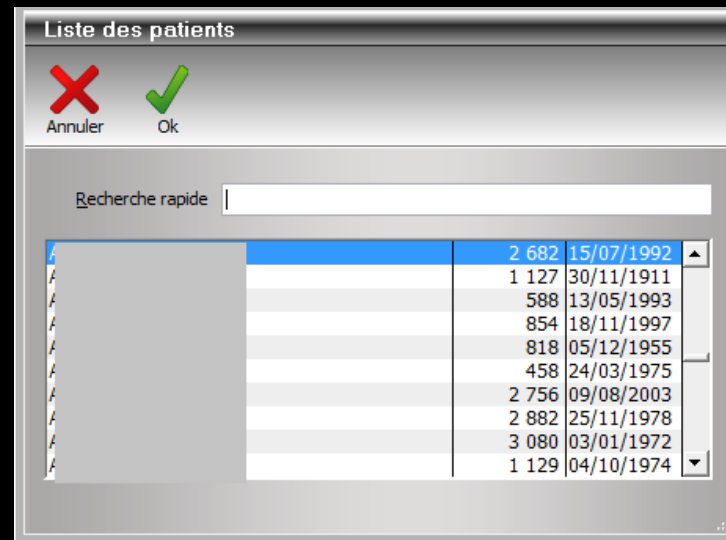 Liste des patients
Annuler Ok
Recherche rapide
A 2 682 15/07/1992
A 1 127 30/11/1911
A 588 13/05/1993
A 854 18/11/1997
A 818 05/12/1955
A 458 24/03/1975
A 2 756 09/08/2003
A 2 882 25/11/1978
A 3 080 03/01/1972
A 1 129 04/10/1974